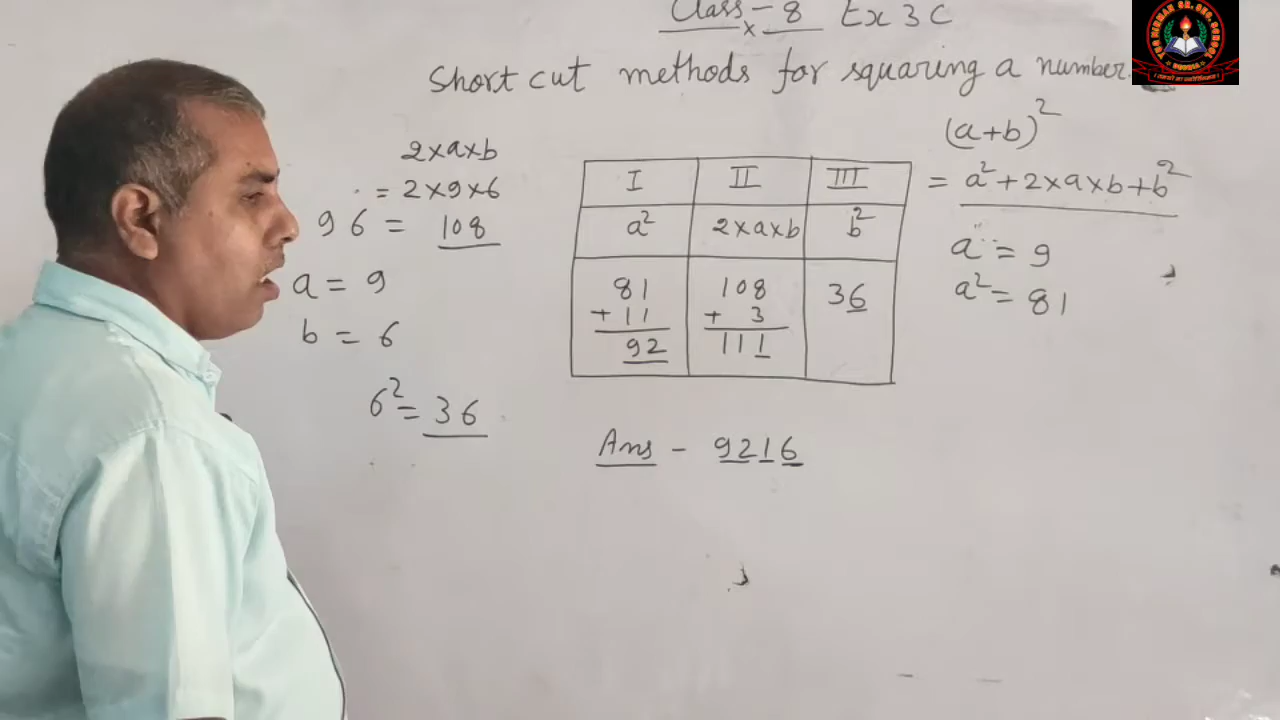 Class - 8 Ex 3 C
x
Short cut methods for squaring a number.
2×a×b
= 2×9×6
96 = 108
a = 9
b = 6
6² = 36
I II III
a² 2×a×b b²
81 108 36
+ 11 + 3
92 111
Ans - 9216
(a+b)²
= a²+2×a×b+b²
a = 9
a² = 81